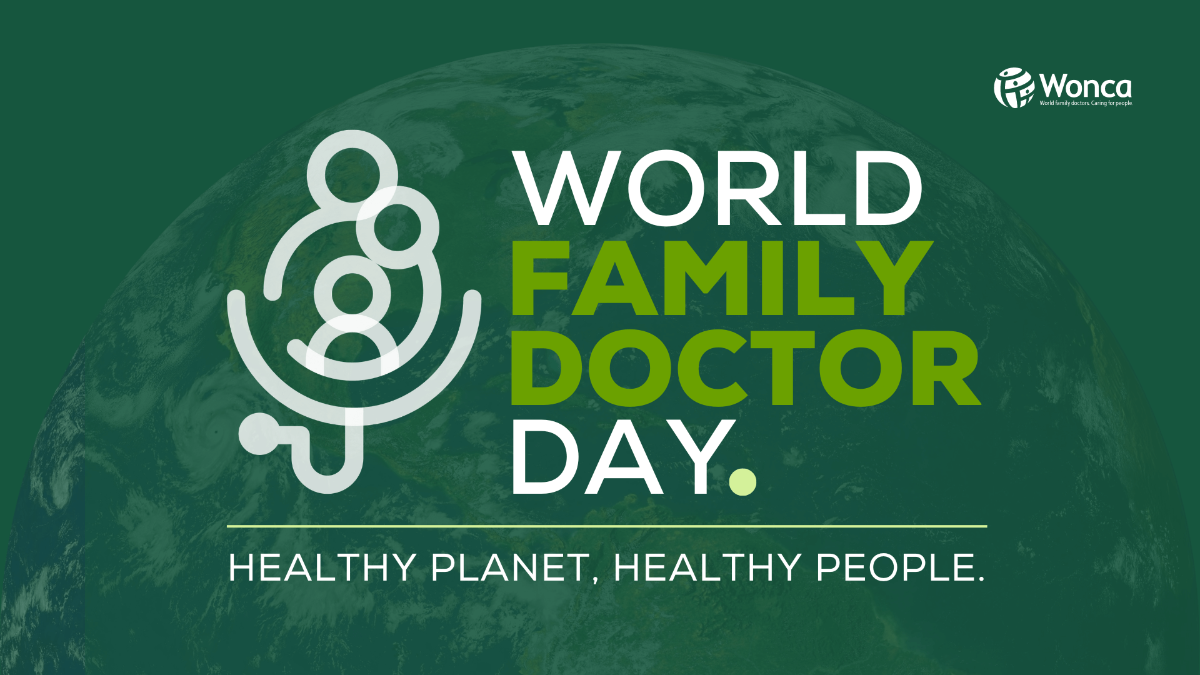 Wonca
World family doctors. Caring for people.
WORLD
FAMILY
DOCTOR
DAY.
HEALTHY PLANET, HEALTHY PEOPLE.